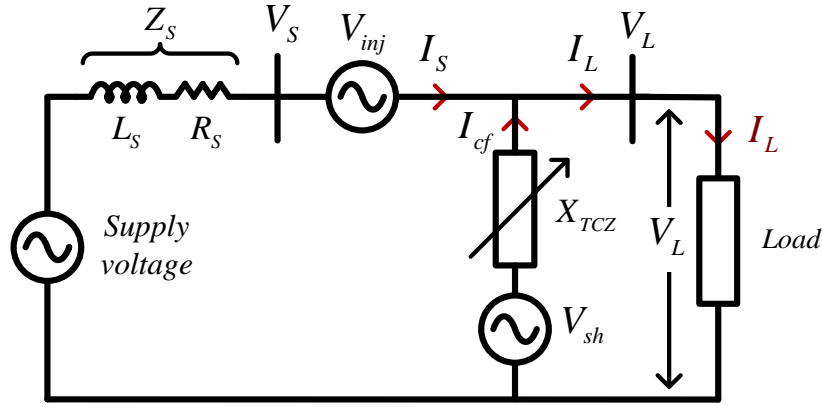 Z_S
V_S
V_inj
I_S
I_L
V_L
L_S
R_S
I_cf
I_L
X_TCZ
Supply
voltage
V_L
Load
V_sh